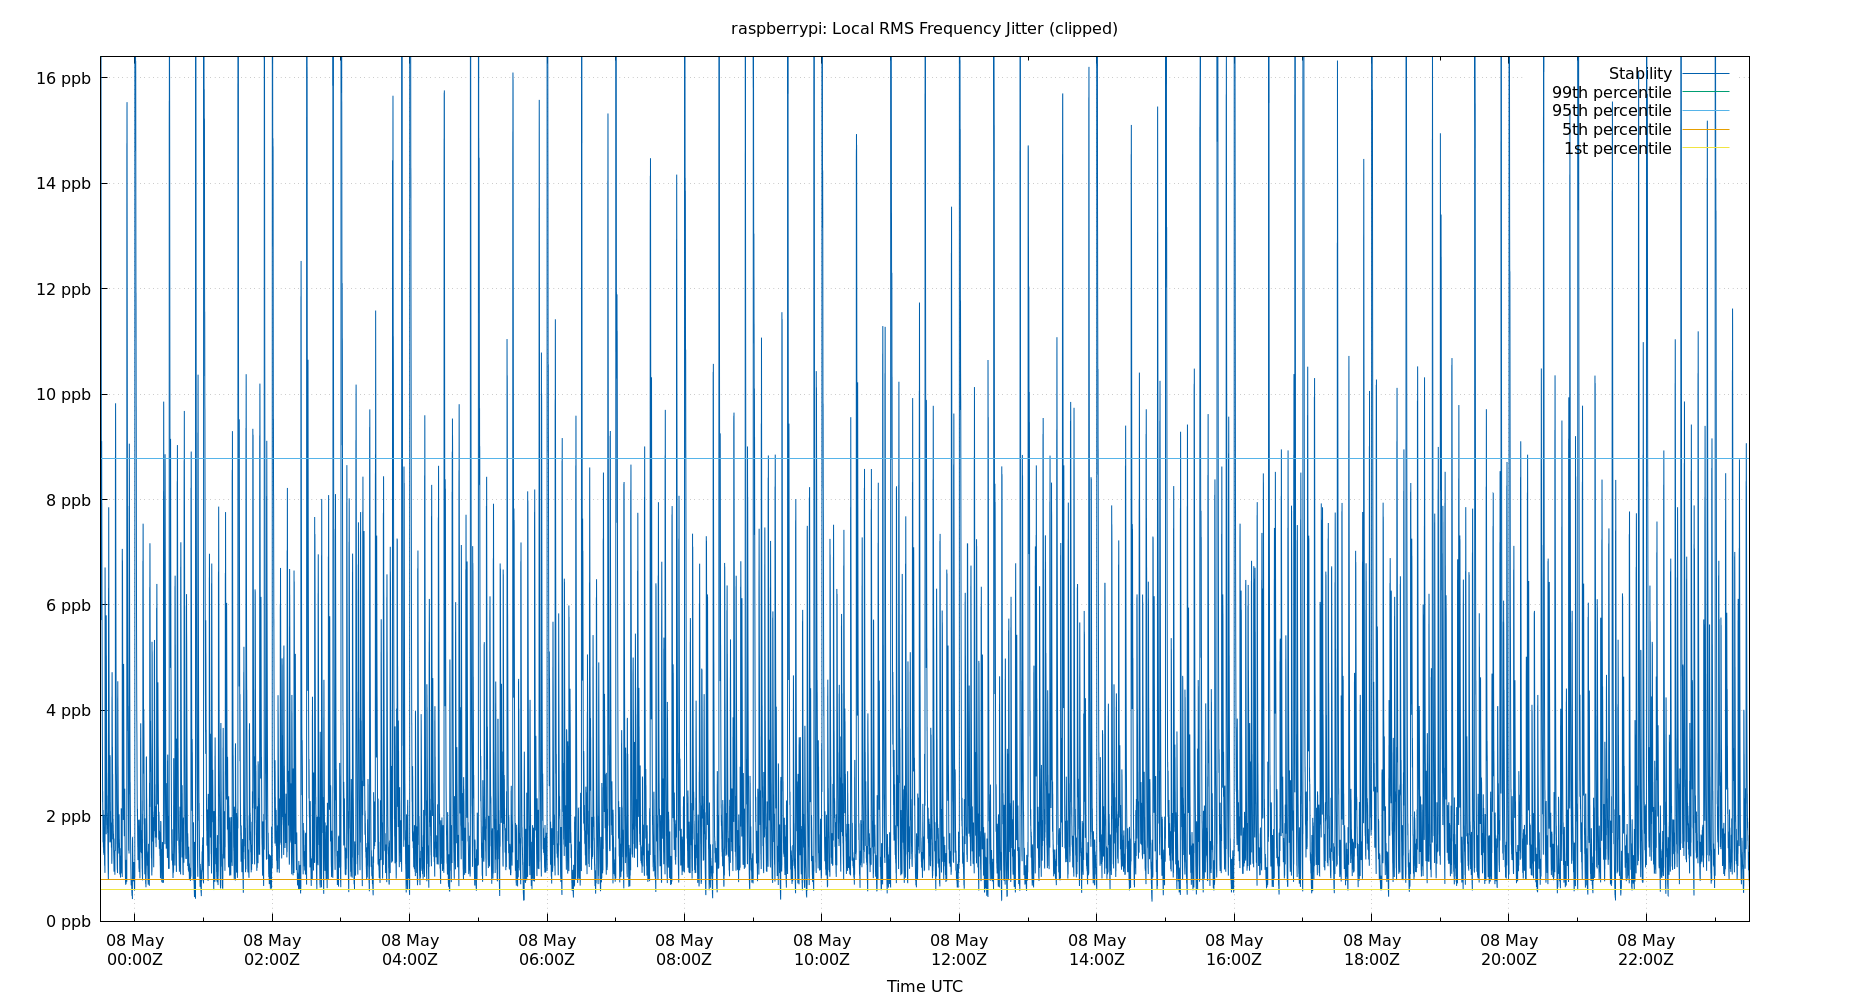 raspberrypi: Local RMS Frequency Jitter (clipped)
16 ppb
14 ppb
12 ppb
10 ppb
8 ppb
6 ppb
4 ppb
2 ppb
0 ppb
Stability
99th percentile
95th percentile
5th percentile
1st percentile
08 May 08 May 08 May 08 May 08 May 08 May 08 May 08 May 08 May 08 May 08 May 08 May
00:00Z 02:00Z 04:00Z 06:00Z 08:00Z 10:00Z 12:00Z 14:00Z 16:00Z 18:00Z 20:00Z 22:00Z
Time UTC